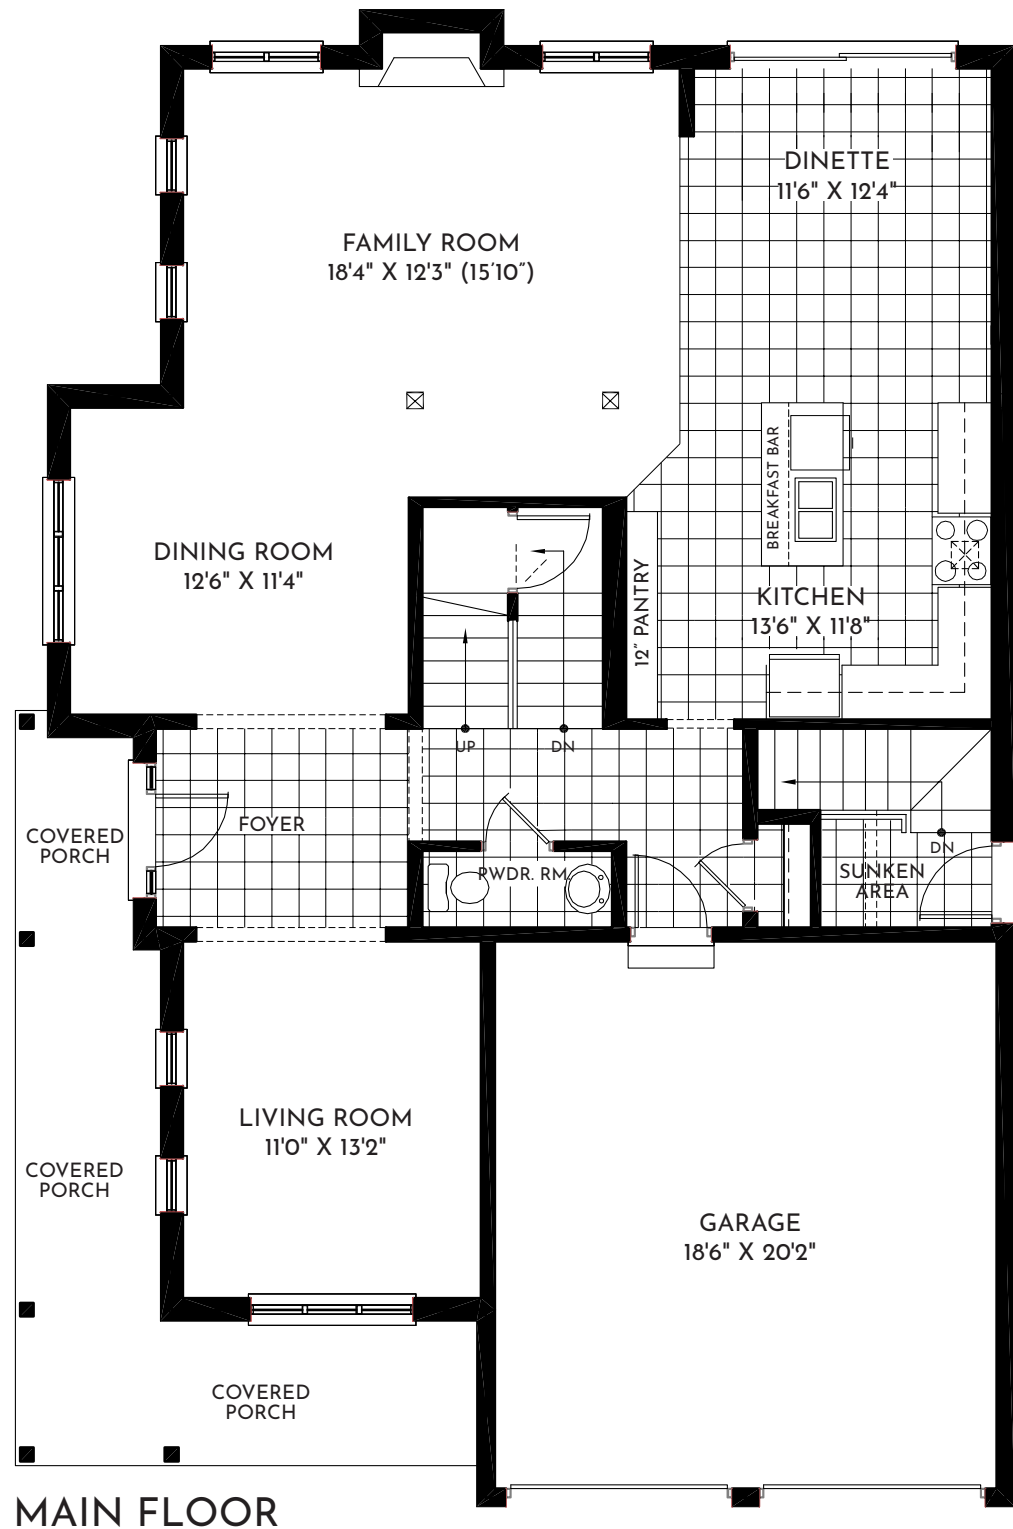 DINETTE
11'6" X 12'4"
FAMILY ROOM
18'4" X 12'3" (15'10")
BREAKFAST BAR
DINING ROOM
12'6" X 11'4"
12" PANTRY
KITCHEN
13'6" X 11'8"
UP
DN
FOYER
COVERED
PORCH
PWDR. RM.
DN
SUNKEN
AREA
LIVING ROOM
11'0" X 13'2"
COVERED
PORCH
GARAGE
18'6" X 20'2"
COVERED
PORCH
MAIN FLOOR